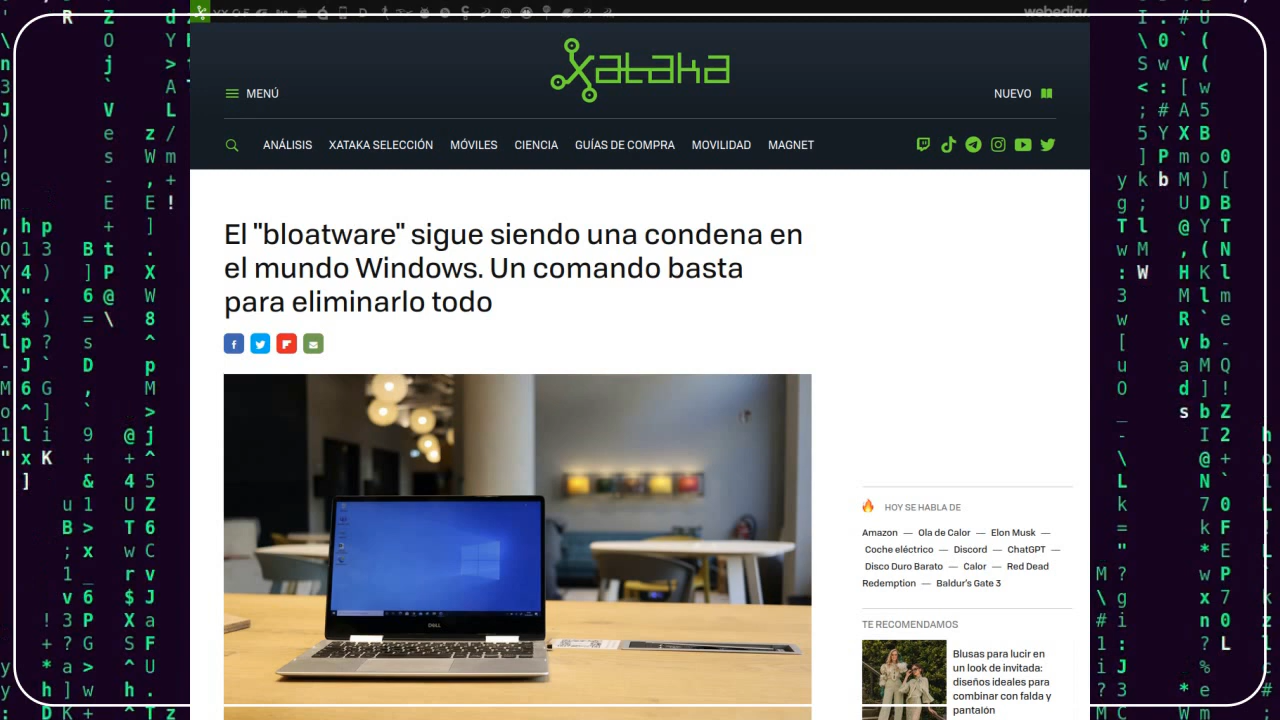 webedia
xataka
MENÚ
NUEVO
ANÁLISIS XATAKA SELECCIÓN MÓVILES CIENCIA GUÍAS DE COMPRA MOVILIDAD MAGNET
El "bloatware" sigue siendo una condena en
el mundo Windows. Un comando basta
para eliminarlo todo
DELL
HOY SE HABLA DE
Amazon — Ola de Calor — Elon Musk —
Coche eléctrico — Discord — ChatGPT —
Disco Duro Barato — Calor — Red Dead
Redemption — Baldur's Gate 3
TE RECOMENDAMOS
Blusas para lucir en
un look de invitada:
diseños ideales para
combinar con falda y
pantalón